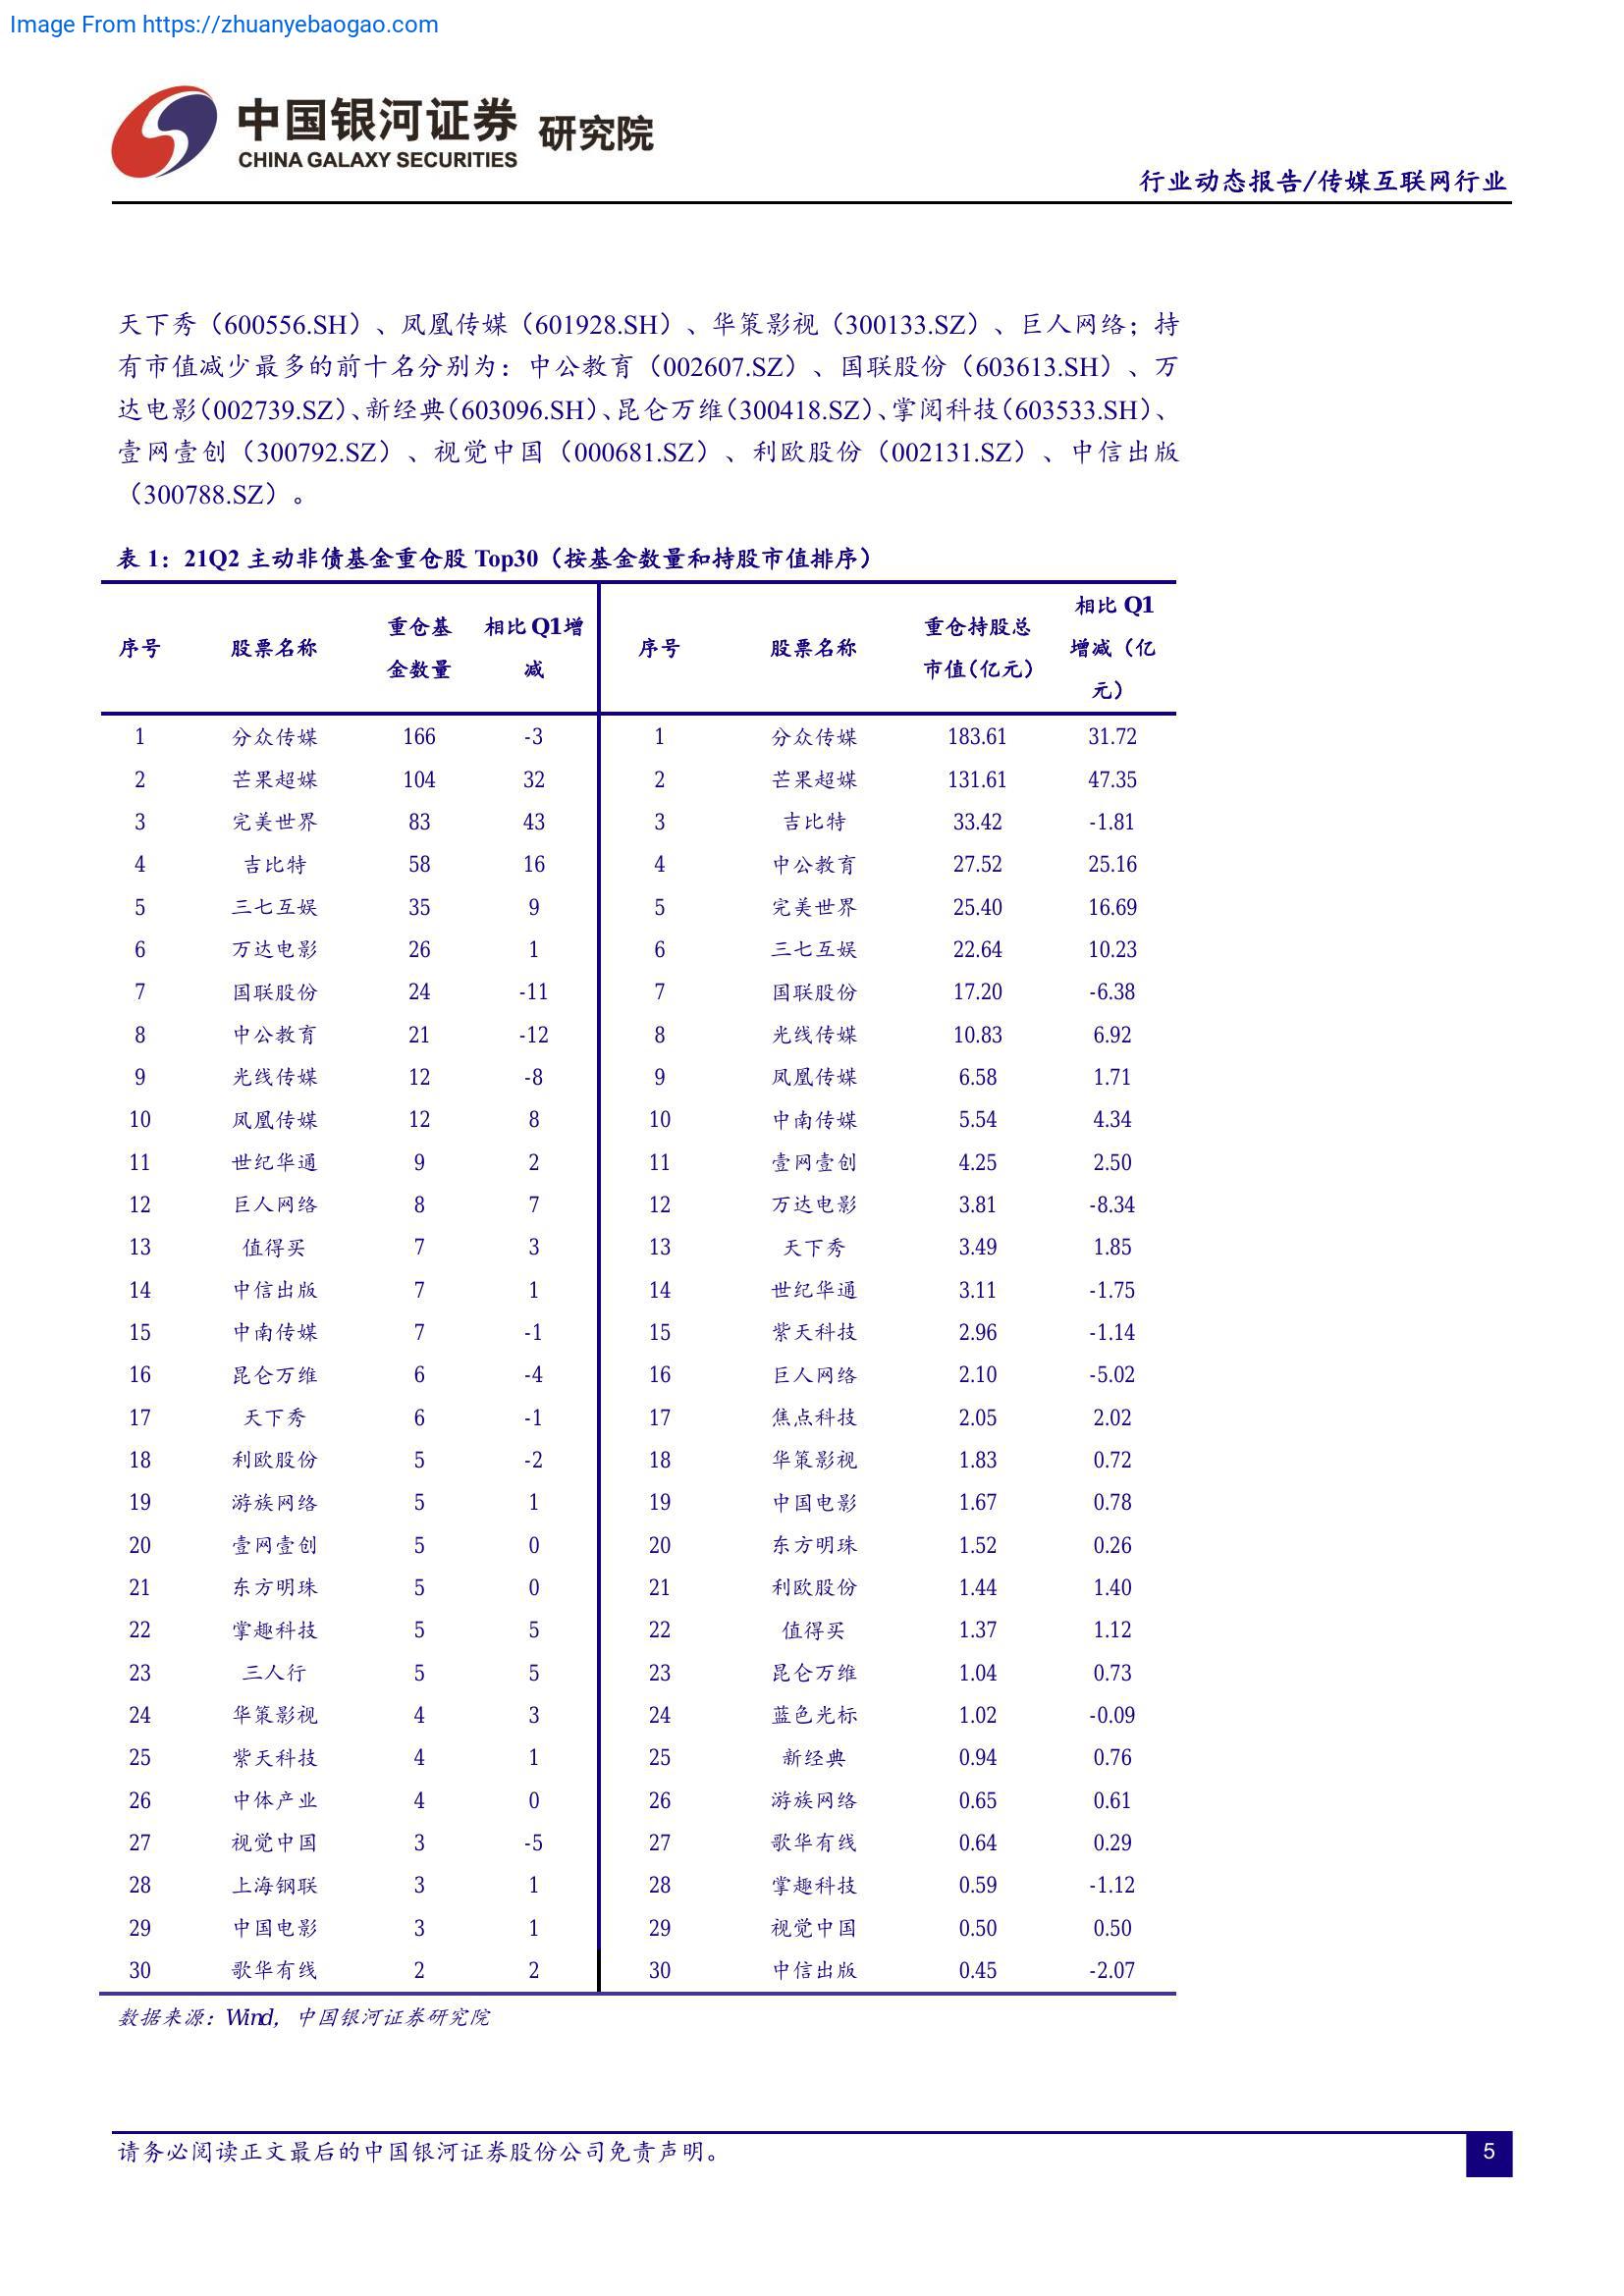 Image From https://zhuanyebaogao.com
中国银河证券 研究院
CHINA GALAXY SECURITIES
行业动态报告/传媒互联网行业
天下秀（600556.SH）、凤凰传媒（601928.SH）、华策影视（300133.SZ）、巨人网络；持
有市值减少最多的前十名分别为：中公教育（002607.SZ）、国联股份（603613.SH）、万
达电影（002739.SZ）、新经典（603096.SH）、昆仑万维（300418.SZ）、掌阅科技（603533.SH）、
壹网壹创（300792.SZ）、视觉中国（000681.SZ）、利欧股份（002131.SZ）、中信出版
（300788.SZ）。
表 1：21Q2 主动非债基金重仓股 Top30（按基金数量和持股市值排序）
序号 股票名称 重仓基金数量 相比 Q1 增减 序号 股票名称 重仓持股总市值（亿元） 相比 Q1 增减（亿元）
1 分众传媒 166 -3 1 分众传媒 183.61 31.72
2 芒果超媒 104 32 2 芒果超媒 131.61 47.35
3 完美世界 83 43 3 吉比特 33.42 -1.81
4 吉比特 58 16 4 中公教育 27.52 25.16
5 三七互娱 35 9 5 完美世界 25.40 16.69
6 万达电影 26 1 6 三七互娱 22.64 10.23
7 国联股份 24 -11 7 国联股份 17.20 -6.38
8 中公教育 21 -12 8 光线传媒 10.83 6.92
9 光线传媒 12 -8 9 凤凰传媒 6.58 1.71
10 凤凰传媒 12 8 10 中南传媒 5.54 4.34
11 世纪华通 9 2 11 壹网壹创 4.25 2.50
12 巨人网络 8 7 12 万达电影 3.81 -8.34
13 值得买 7 3 13 天下秀 3.49 1.85
14 中信出版 7 1 14 世纪华通 3.11 -1.75
15 中南传媒 7 -1 15 紫天科技 2.96 -1.14
16 昆仑万维 6 -4 16 巨人网络 2.10 -5.02
17 天下秀 6 -1 17 焦点科技 2.05 2.02
18 利欧股份 5 -2 18 华策影视 1.83 0.72
19 游族网络 5 1 19 中国电影 1.67 0.78
20 壹网壹创 5 0 20 东方明珠 1.52 0.26
21 东方明珠 5 0 21 利欧股份 1.44 1.40
22 掌趣科技 5 5 22 值得买 1.37 1.12
23 三人行 5 5 23 昆仑万维 1.04 0.73
24 华策影视 4 3 24 蓝色光标 1.02 -0.09
25 紫天科技 4 1 25 新经典 0.94 0.76
26 中体产业 4 0 26 游族网络 0.65 0.61
27 视觉中国 3 -5 27 歌华有线 0.64 0.29
28 上海钢联 3 1 28 掌趣科技 0.59 -1.12
29 中国电影 3 1 29 视觉中国 0.50 0.50
30 歌华有线 2 2 30 中信出版 0.45 -2.07
数据来源：Wind，中国银河证券研究院
请务必阅读正文最后的中国银河证券股份公司免责声明。
5